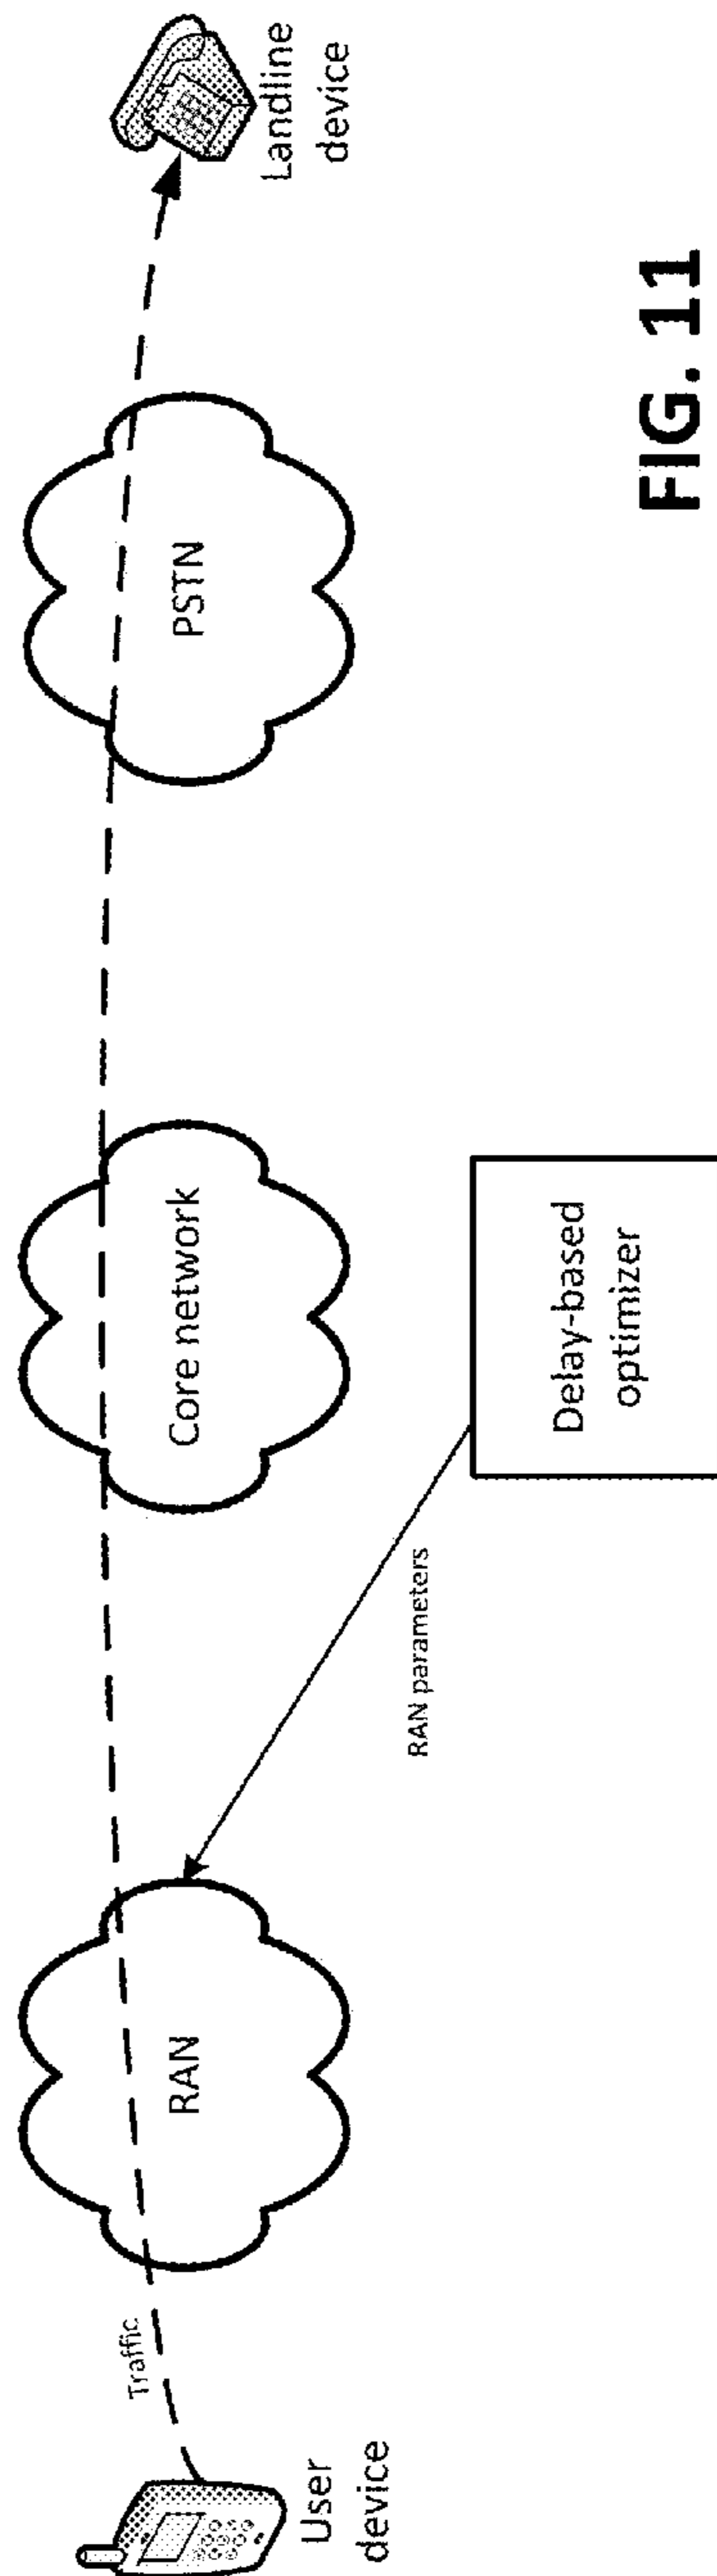 User
device
Traffic
RAN
RAN parameters
Core network
Delay-based
optimizer
PSTN
Landline
device
FIG. 11